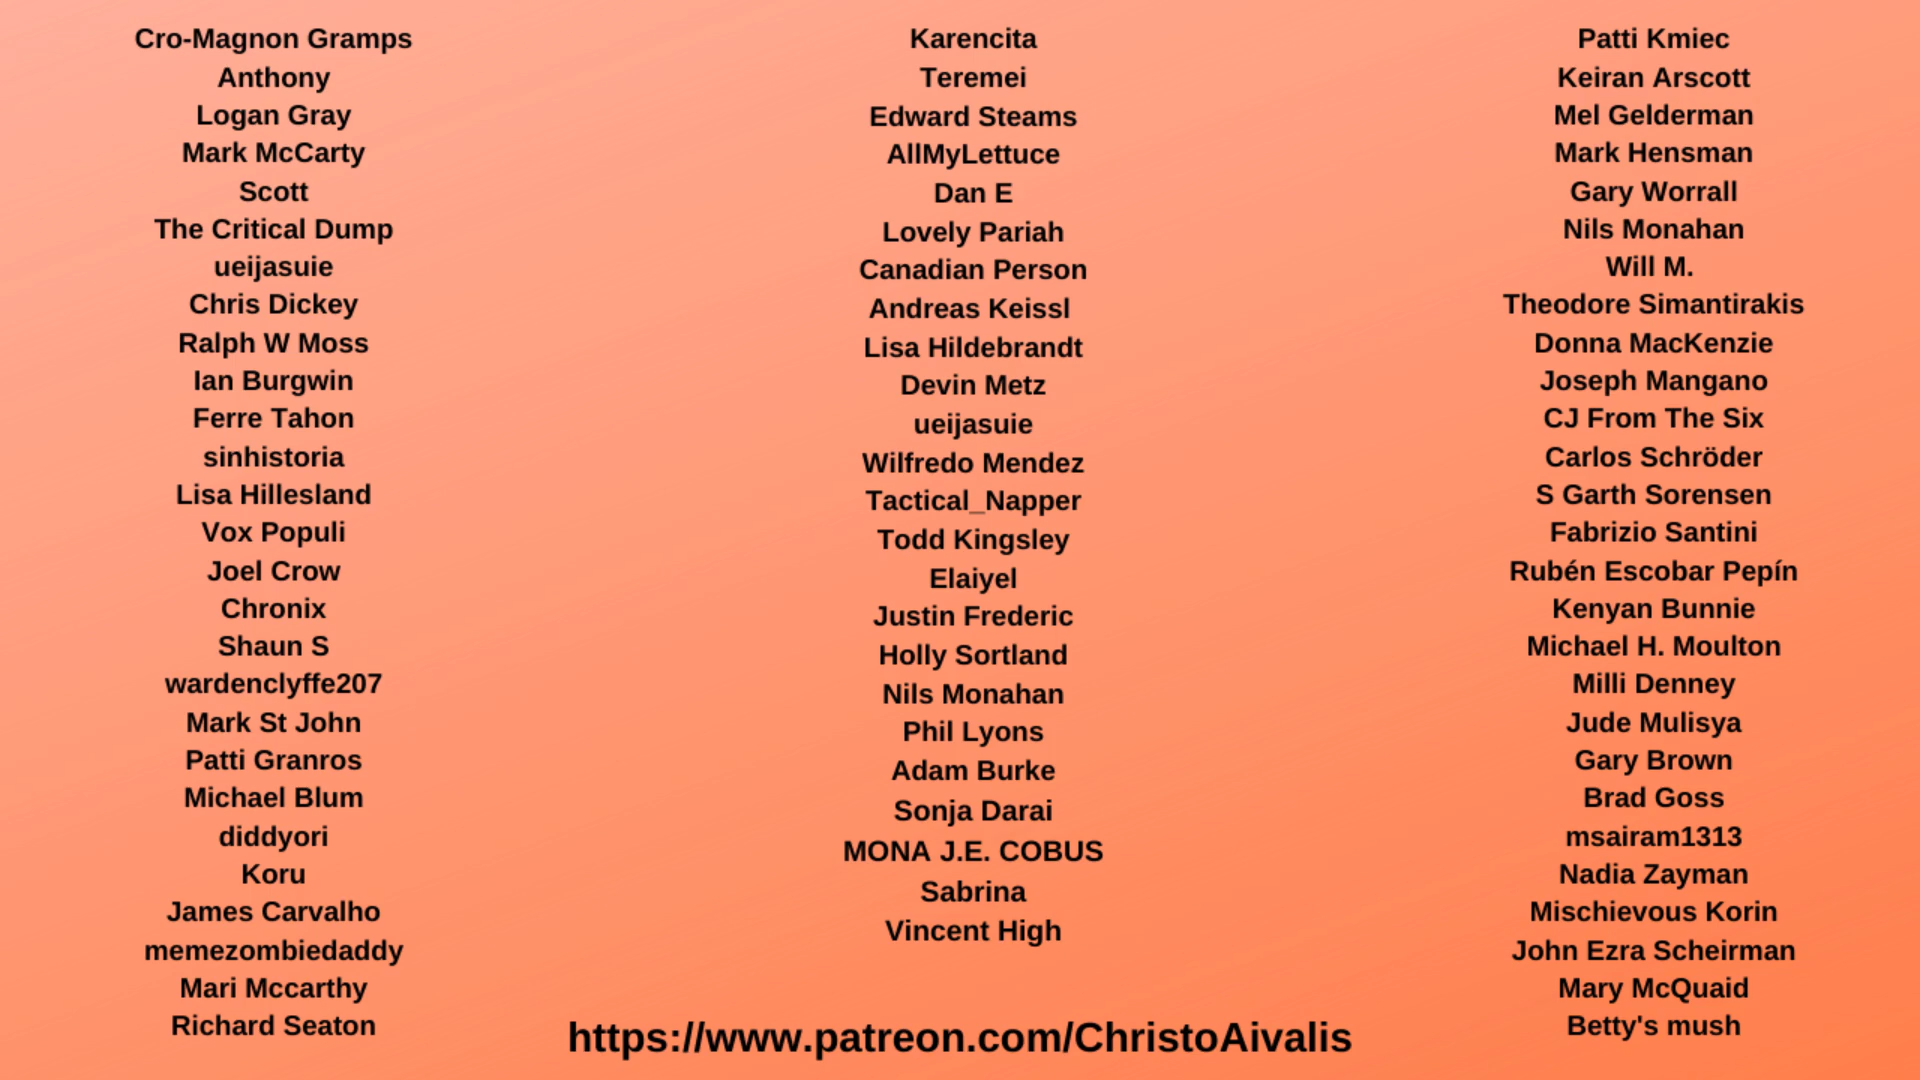 Cro-Magnon Gramps
Anthony
Logan Gray
Mark McCarty
Scott
The Critical Dump
ueijasuie
Chris Dickey
Ralph W Moss
Ian Burgwin
Ferre Tahon
sinhistoria
Lisa Hillesland
Vox Populi
Joel Crow
Chronix
Shaun S
wardenclyffe207
Mark St John
Patti Granros
Michael Blum
diddyori
Koru
James Carvalho
memezombiedaddy
Mari Mccarthy
Richard Seaton
Karencita
Teremei
Edward Steams
AllMyLettuce
Dan E
Lovely Pariah
Canadian Person
Andreas Keissl
Lisa Hildebrandt
Devin Metz
ueijasuie
Wilfredo Mendez
Tactical_Napper
Todd Kingsley
Elaiyel
Justin Frederic
Holly Sortland
Nils Monahan
Phil Lyons
Adam Burke
Sonja Darai
MONA J.E. COBUS
Sabrina
Vincent High
Patti Kmiec
Keiran Arscott
Mel Gelderman
Mark Hensman
Gary Worrall
Nils Monahan
Will M.
Theodore Simantirakis
Donna MacKenzie
Joseph Mangano
CJ From The Six
Carlos Schröder
S Garth Sorensen
Fabrizio Santini
Rubén Escobar Pepín
Kenyan Bunnie
Michael H. Moulton
Milli Denney
Jude Mulisya
Gary Brown
Brad Goss
msairam1313
Nadia Zayman
Mischievous Korin
John Ezra Scheirman
Mary McQuaid
Betty's mush
https://www.patreon.com/ChristoAivalis